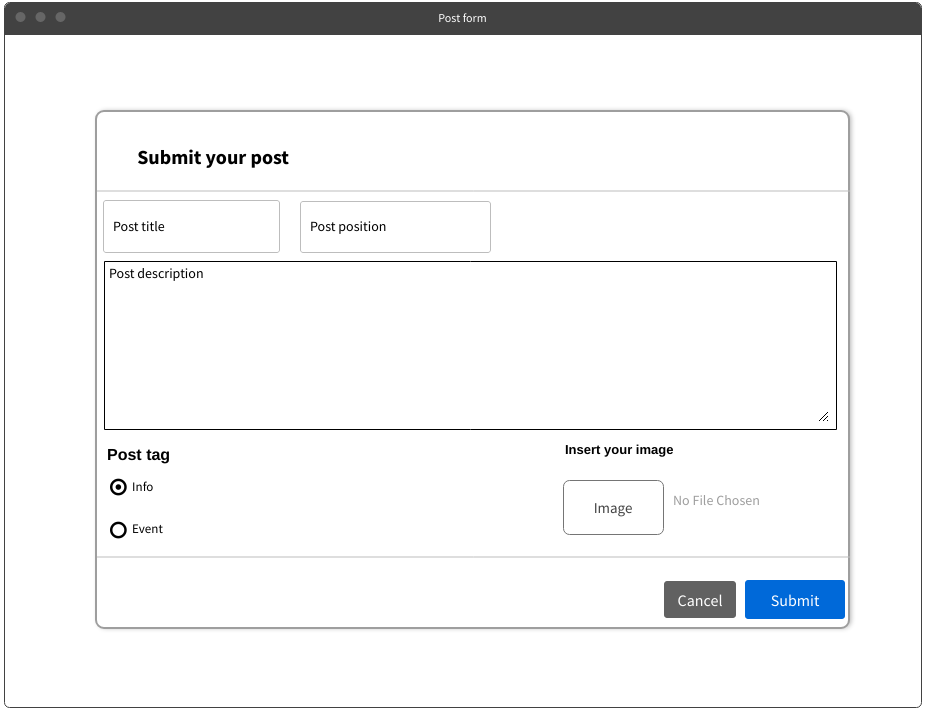 Post form
Submit your post
Post title
Post position
Post description
Post tag
Info
Event
Insert your image
Image
No File Chosen
Cancel
Submit